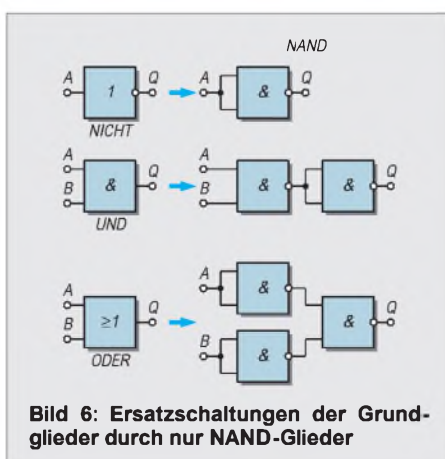 NAND
A Q A Q
1 &
NICHT
A Q A Q
B & B & &
UND
A
A Q & Q
B ≥1 B & &
ODER
Bild 6: Ersatzschaltungen der Grund-
glieder durch nur NAND-Glieder